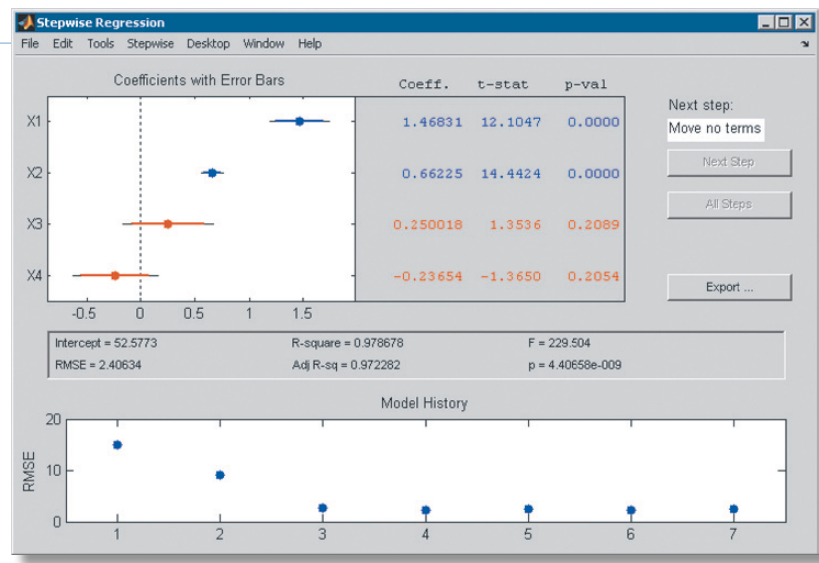 Stepwise Regression
File Edit Tools Stepwise Desktop Window Help
Coefficients with Error Bars Coeff. t-stat p-val
X1 1.46831 12.1047 0.0000
X2 0.66225 14.4424 0.0000
X3 0.250018 1.3536 0.2089
X4 -0.23654 -1.3650 0.2054
-0.5 0 0.5 1 1.5
Next step:
Move no terms
Next Step
All Steps
Export ...
Intercept = 52.5773 R-square = 0.978678 F = 229.504
RMSE = 2.40634 Adj R-sq = 0.972282 p = 4.40658e-009
Model History
RMSE
20
10
0
1 2 3 4 5 6 7